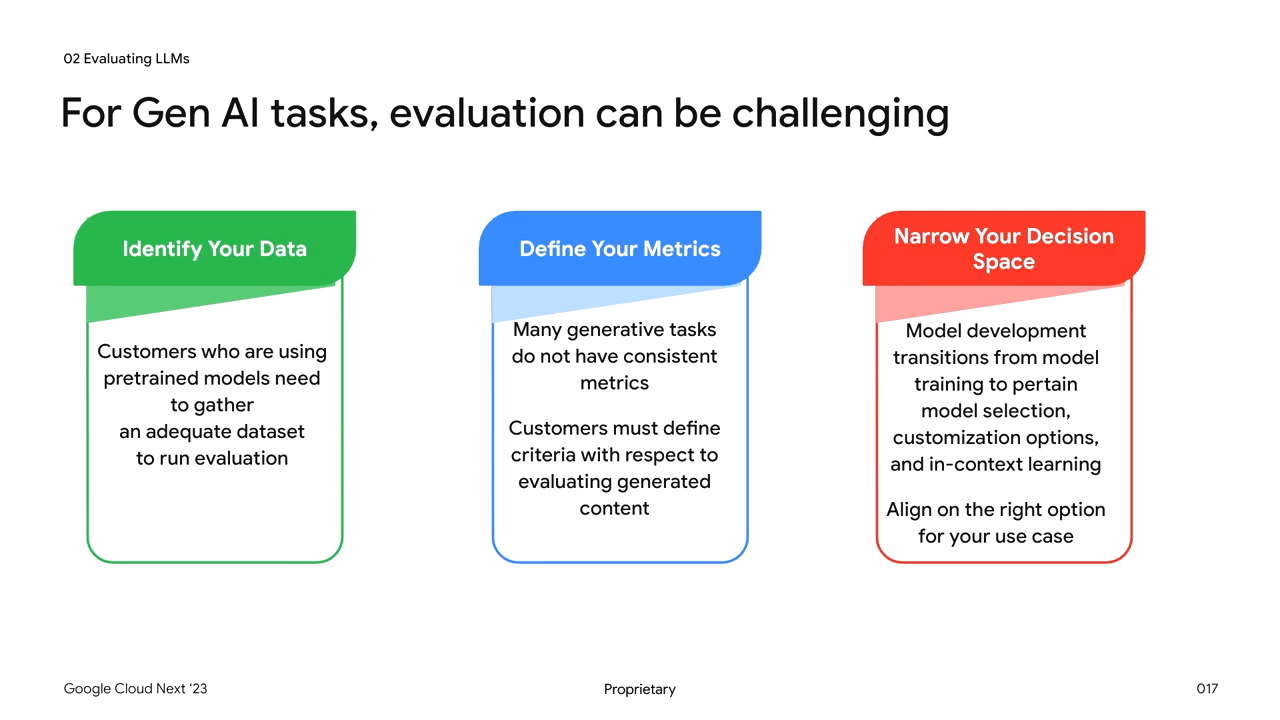 02 Evaluating LLMs
For Gen AI tasks, evaluation can be challenging
Identify Your Data
Customers who are using
pretrained models need
to gather
an adequate dataset
to run evaluation
Define Your Metrics
Many generative tasks
do not have consistent
metrics
Customers must define
criteria with respect to
evaluating generated
content
Narrow Your Decision
Space
Model development
transitions from model
training to pertain
model selection,
customization options,
and in-context learning
Align on the right option
for your use case
Google Cloud Next ‘23
Proprietary
017